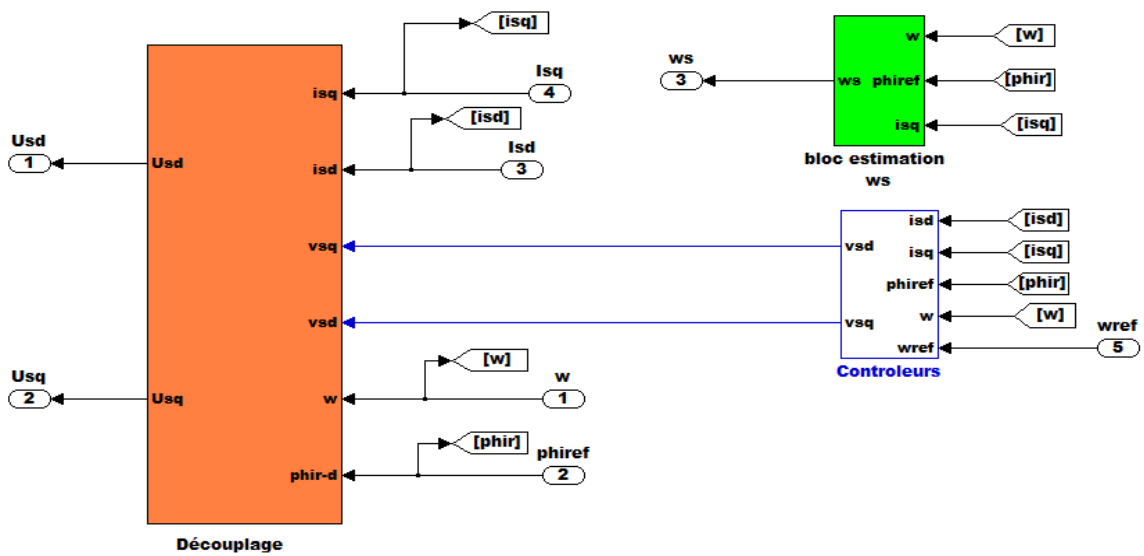 [isq]
Isq
isq
4
[isd]
Isd
isd
3
Usd
1
Usd
vsq
vsd
Usq
2
Usq
[w]
w
w
1
[phir]
phiref
phir-d
2
Découplage
ws
3
ws
w
[w]
phiref
[phir]
isq
[isq]
bloc estimation
ws
vsd
vsq
isd
[isd]
isq
[isq]
phiref
[phir]
w
[w]
wref
wref
5
Controleurs